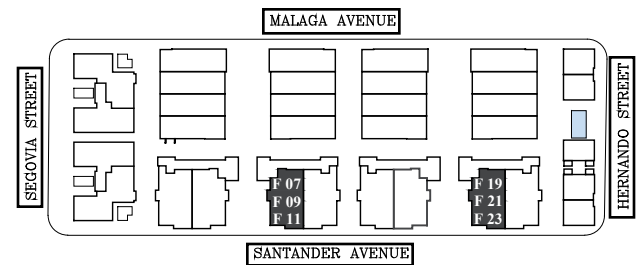 MALAGA AVENUE
SEGOVIA STREET
HERNANDO STREET
F 07
F 09
F 11
F 19
F 21
F 23
SANTANDER AVENUE